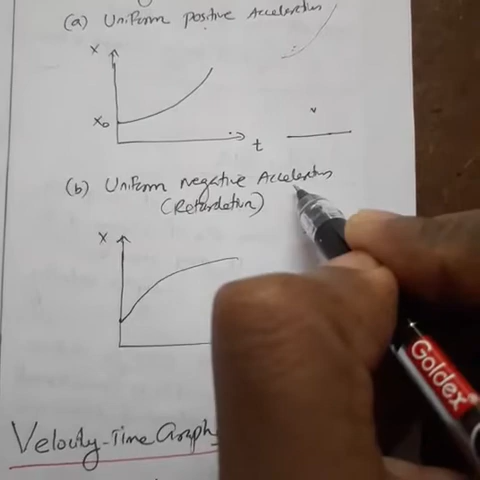 (a) Uniform positive Acceleration
x
x₀
v
t
(b) Uniform negative Acceleration
(Retardation)
x
Goldex
Velocity-Time Graph